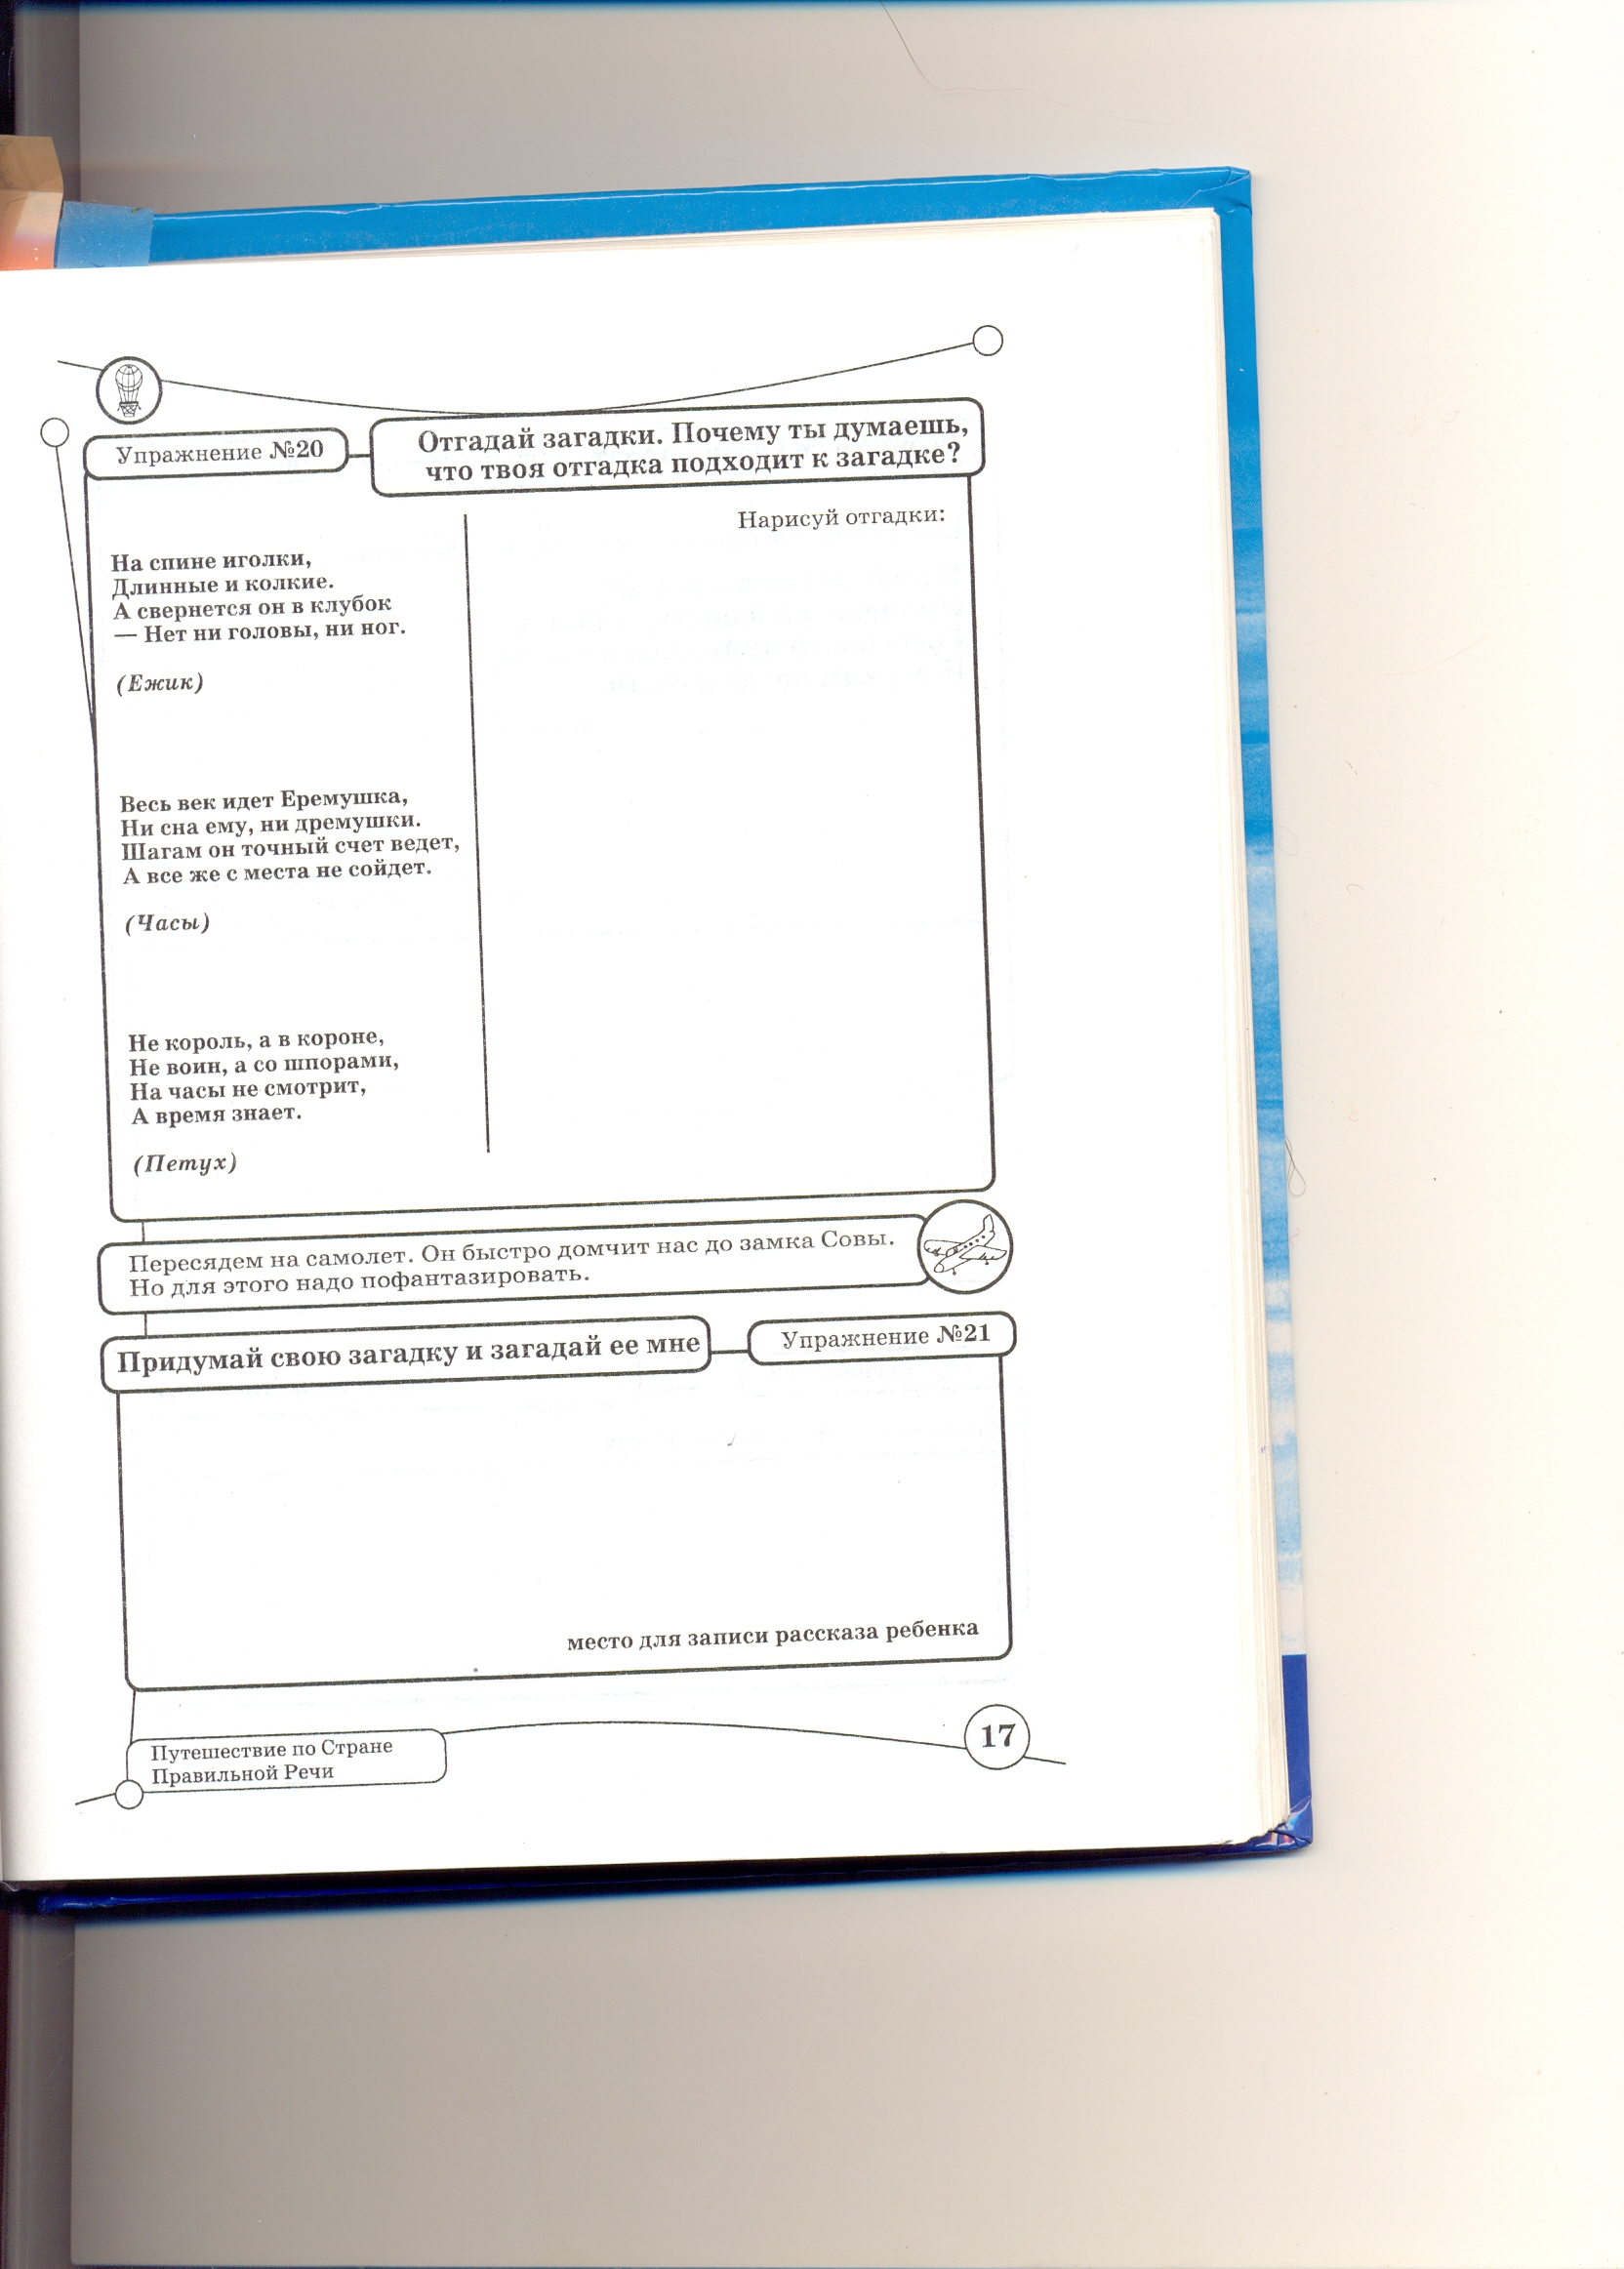 Упражнение №20
Отгадай загадки. Почему ты думаешь,
что твоя отгадка подходит к загадке?
Нарисуй отгадки:
На спине иголки,
Длинные и колкие.
А свернется он в клубок
— Нет ни головы, ни ног.
(Ежик)
Весь век идет Еремушка,
Ни сна ему, ни дремушки.
Шагам он точный счет ведет,
А все же с места не сойдет.
(Часы)
Не король, а в короне,
Не воин, а со шпорами,
На часы не смотрит,
А время знает.
(Петух)
Пересядем на самолет. Он быстро домчит нас до замка Совы.
Но для этого надо пофантазировать.
Придумай свою загадку и загадай ее мне
Упражнение №21
место для записи рассказа ребенка
Путешествие по Стране
Правильной Речи
17